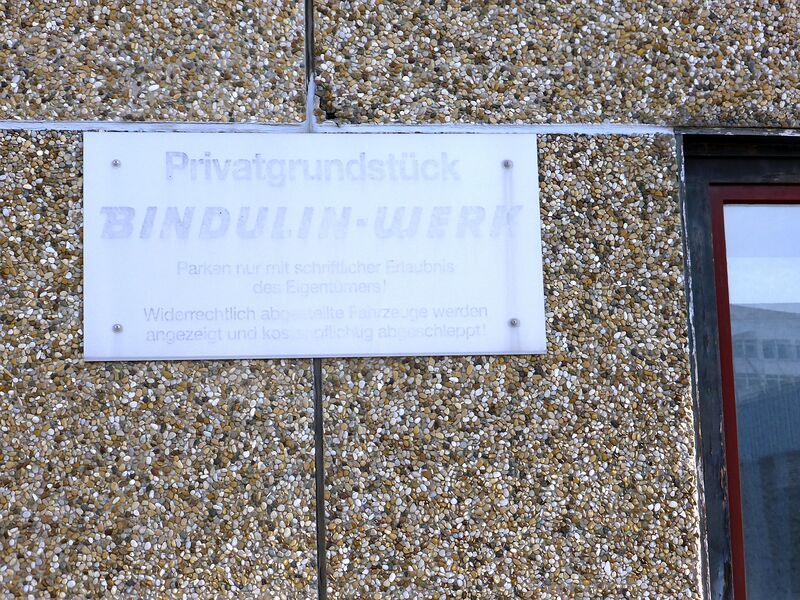 Privatgrundstück
BINDULIN-WERK
Parken nur mit schriftlicher Erlaubnis
des Eigentümers!
Widerrechtlich abgestellte Fahrzeuge werden
angezeigt und kostenpflichtig abgeschleppt!